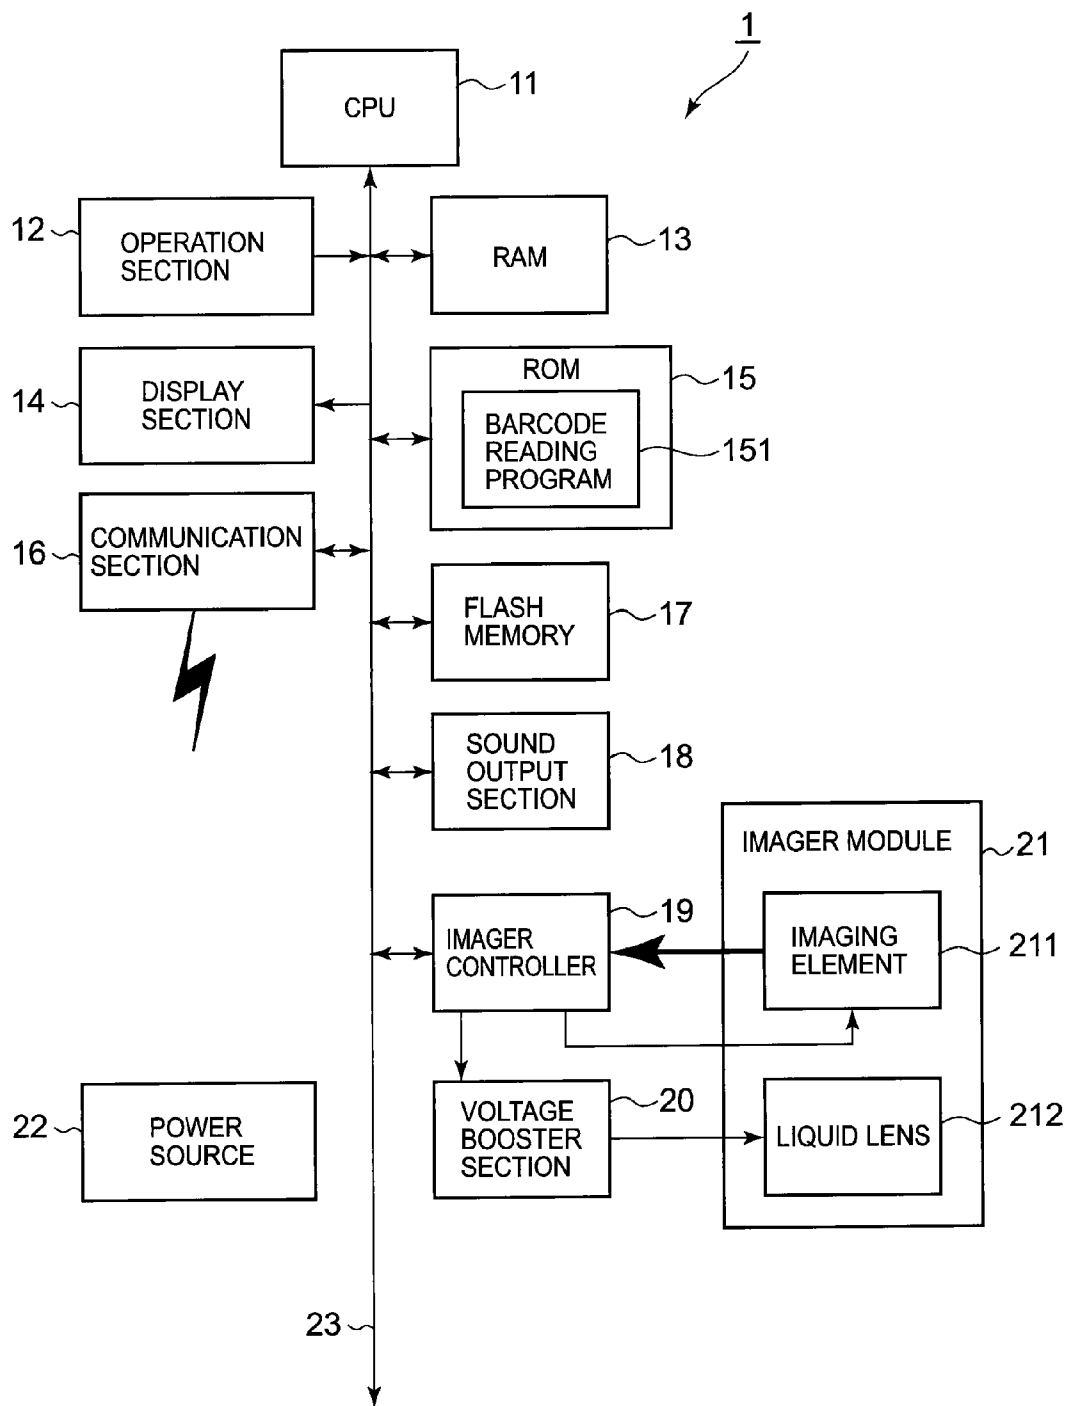 1
CPU
11
12
OPERATION
SECTION
RAM
13
14
DISPLAY
SECTION
ROM
15
BARCODE
READING
PROGRAM
151
16
COMMUNICATION
SECTION
FLASH
MEMORY
17
SOUND
OUTPUT
SECTION
18
IMAGER MODULE
21
IMAGER
CONTROLLER
19
IMAGING
ELEMENT
211
22
POWER
SOURCE
VOLTAGE
BOOSTER
SECTION
20
LIQUID LENS
212
23